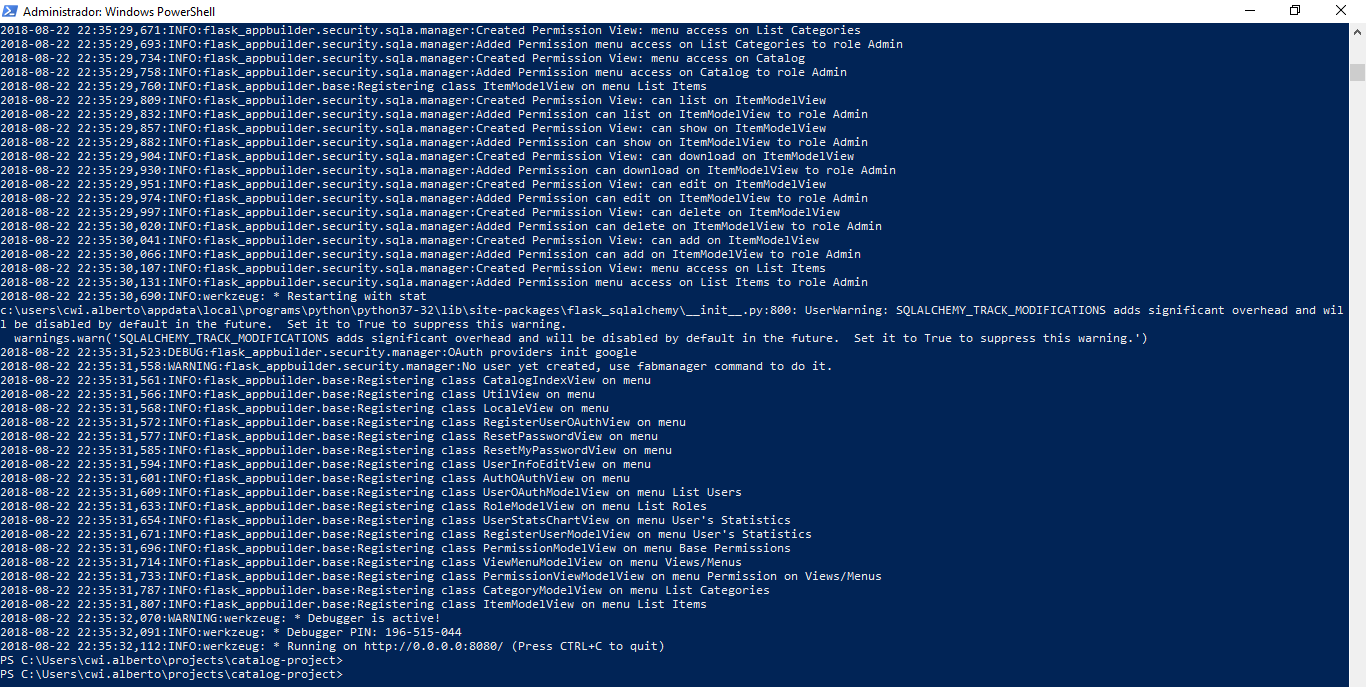 Administrador: Windows PowerShell
2018-08-22 22:35:29,671:INFO:flask_appbuilder.security.sqla.manager:Created Permission View: menu access on List Categories
2018-08-22 22:35:29,693:INFO:flask_appbuilder.security.sqla.manager:Added Permission menu access on List Categories to role Admin
2018-08-22 22:35:29,734:INFO:flask_appbuilder.security.sqla.manager:Created Permission View: menu access on Catalog
2018-08-22 22:35:29,758:INFO:flask_appbuilder.security.sqla.manager:Added Permission menu access on Catalog to role Admin
2018-08-22 22:35:29,760:INFO:flask_appbuilder.base:Registering class ItemModelView on menu List Items
2018-08-22 22:35:29,809:INFO:flask_appbuilder.security.sqla.manager:Created Permission View: can list on ItemModelView
2018-08-22 22:35:29,832:INFO:flask_appbuilder.security.sqla.manager:Added Permission can list on ItemModelView to role Admin
2018-08-22 22:35:29,857:INFO:flask_appbuilder.security.sqla.manager:Created Permission View: can show on ItemModelView
2018-08-22 22:35:29,882:INFO:flask_appbuilder.security.sqla.manager:Added Permission can show on ItemModelView to role Admin
2018-08-22 22:35:29,904:INFO:flask_appbuilder.security.sqla.manager:Created Permission View: can download on ItemModelView
2018-08-22 22:35:29,930:INFO:flask_appbuilder.security.sqla.manager:Added Permission can download on ItemModelView to role Admin
2018-08-22 22:35:29,951:INFO:flask_appbuilder.security.sqla.manager:Created Permission View: can edit on ItemModelView
2018-08-22 22:35:29,974:INFO:flask_appbuilder.security.sqla.manager:Added Permission can edit on ItemModelView to role Admin
2018-08-22 22:35:29,997:INFO:flask_appbuilder.security.sqla.manager:Created Permission View: can delete on ItemModelView
2018-08-22 22:35:30,020:INFO:flask_appbuilder.security.sqla.manager:Added Permission can delete on ItemModelView to role Admin
2018-08-22 22:35:30,041:INFO:flask_appbuilder.security.sqla.manager:Created Permission View: can add on ItemModelView
2018-08-22 22:35:30,066:INFO:flask_appbuilder.security.sqla.manager:Added Permission can add on ItemModelView to role Admin
2018-08-22 22:35:30,107:INFO:flask_appbuilder.security.sqla.manager:Created Permission View: menu access on List Items
2018-08-22 22:35:30,131:INFO:flask_appbuilder.security.sqla.manager:Added Permission menu access on List Items to role Admin
2018-08-22 22:35:30,690:INFO:werkzeug: * Restarting with stat
c:\users\cwi.alberto\appdata\local\programs\python\python37-32\lib\site-packages\flask_sqlalchemy\__init__.py:800: UserWarning: SQLALCHEMY_TRACK_MODIFICATIONS adds significant overhead and wil
l be disabled by default in the future.  Set it to True to suppress this warning.
  warnings.warn('SQLALCHEMY_TRACK_MODIFICATIONS adds significant overhead and will be disabled by default in the future.  Set it to True to suppress this warning.')
2018-08-22 22:35:31,523:DEBUG:flask_appbuilder.security.manager:OAuth providers init google
2018-08-22 22:35:31,558:WARNING:flask_appbuilder.security.manager:No user yet created, use fabmanager command to do it.
2018-08-22 22:35:31,561:INFO:flask_appbuilder.base:Registering class CatalogIndexView on menu
2018-08-22 22:35:31,566:INFO:flask_appbuilder.base:Registering class UtilView on menu
2018-08-22 22:35:31,568:INFO:flask_appbuilder.base:Registering class LocaleView on menu
2018-08-22 22:35:31,572:INFO:flask_appbuilder.base:Registering class RegisterUserOAuthView on menu
2018-08-22 22:35:31,577:INFO:flask_appbuilder.base:Registering class ResetPasswordView on menu
2018-08-22 22:35:31,585:INFO:flask_appbuilder.base:Registering class ResetMyPasswordView on menu
2018-08-22 22:35:31,594:INFO:flask_appbuilder.base:Registering class UserInfoEditView on menu
2018-08-22 22:35:31,601:INFO:flask_appbuilder.base:Registering class AuthOAuthView on menu
2018-08-22 22:35:31,609:INFO:flask_appbuilder.base:Registering class UserOAuthModelView on menu List Users
2018-08-22 22:35:31,633:INFO:flask_appbuilder.base:Registering class RoleModelView on menu List Roles
2018-08-22 22:35:31,654:INFO:flask_appbuilder.base:Registering class UserStatsChartView on menu User's Statistics
2018-08-22 22:35:31,671:INFO:flask_appbuilder.base:Registering class RegisterUserModelView on menu User's Statistics
2018-08-22 22:35:31,696:INFO:flask_appbuilder.base:Registering class PermissionModelView on menu Base Permissions
2018-08-22 22:35:31,714:INFO:flask_appbuilder.base:Registering class ViewMenuModelView on menu Views/Menus
2018-08-22 22:35:31,733:INFO:flask_appbuilder.base:Registering class PermissionViewModelView on menu Permission on Views/Menus
2018-08-22 22:35:31,787:INFO:flask_appbuilder.base:Registering class CategoryModelView on menu List Categories
2018-08-22 22:35:31,807:INFO:flask_appbuilder.base:Registering class ItemModelView on menu List Items
2018-08-22 22:35:32,070:WARNING:werkzeug: * Debugger is active!
2018-08-22 22:35:32,091:INFO:werkzeug: * Debugger PIN: 196-515-044
2018-08-22 22:35:32,112:INFO:werkzeug: * Running on http://0.0.0.0:8080/ (Press CTRL+C to quit)
PS C:\Users\cwi.alberto\projects\catalog-project>
PS C:\Users\cwi.alberto\projects\catalog-project>